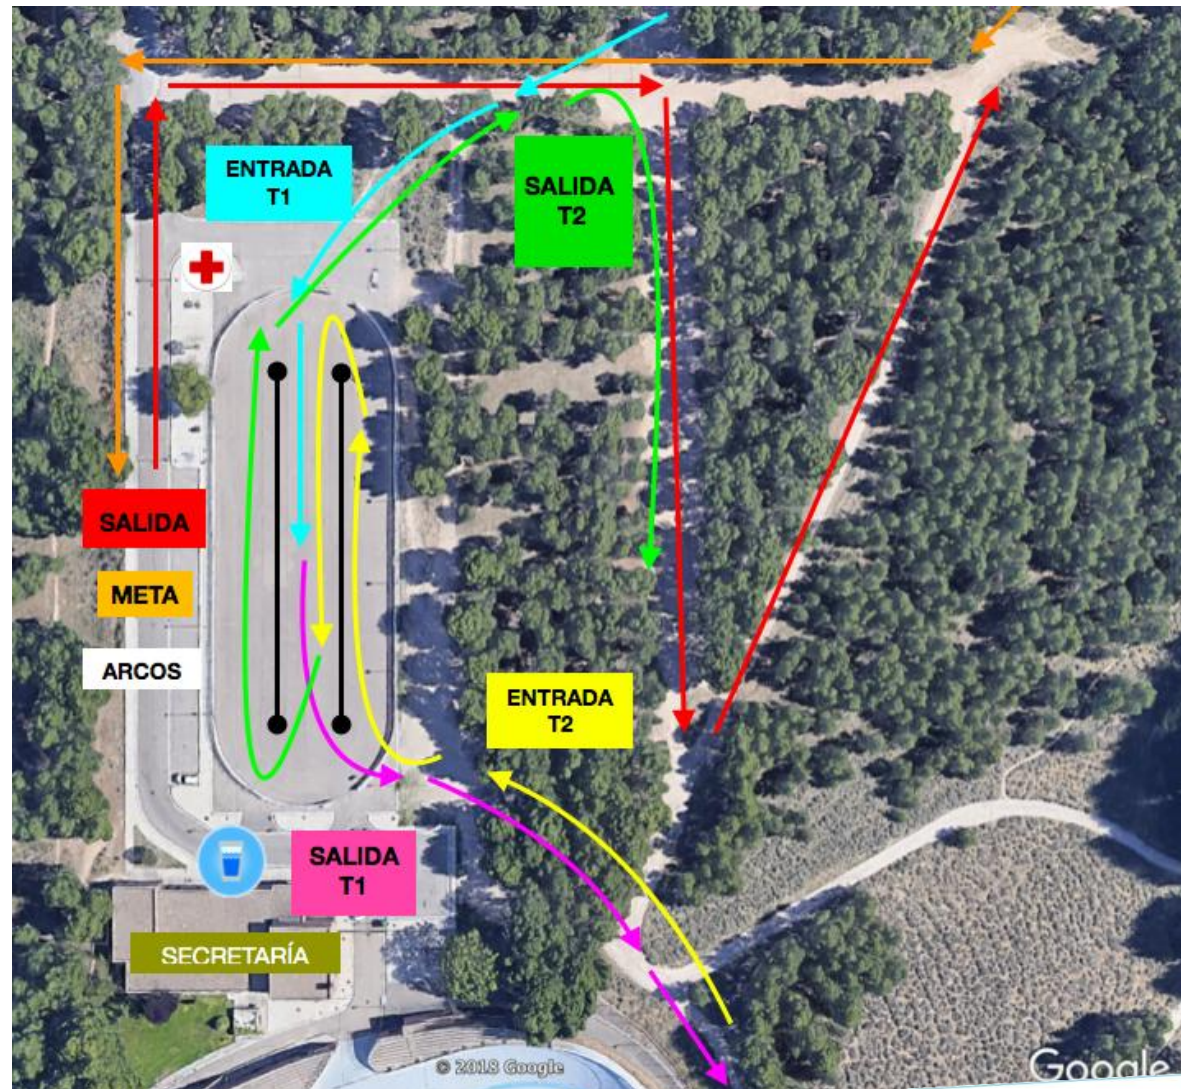 ENTRADA
T1
SALIDA
T2
SALIDA
META
ARCOS
ENTRADA
T2
SALIDA
T1
SECRETARÍA
© 2018 Google
Google